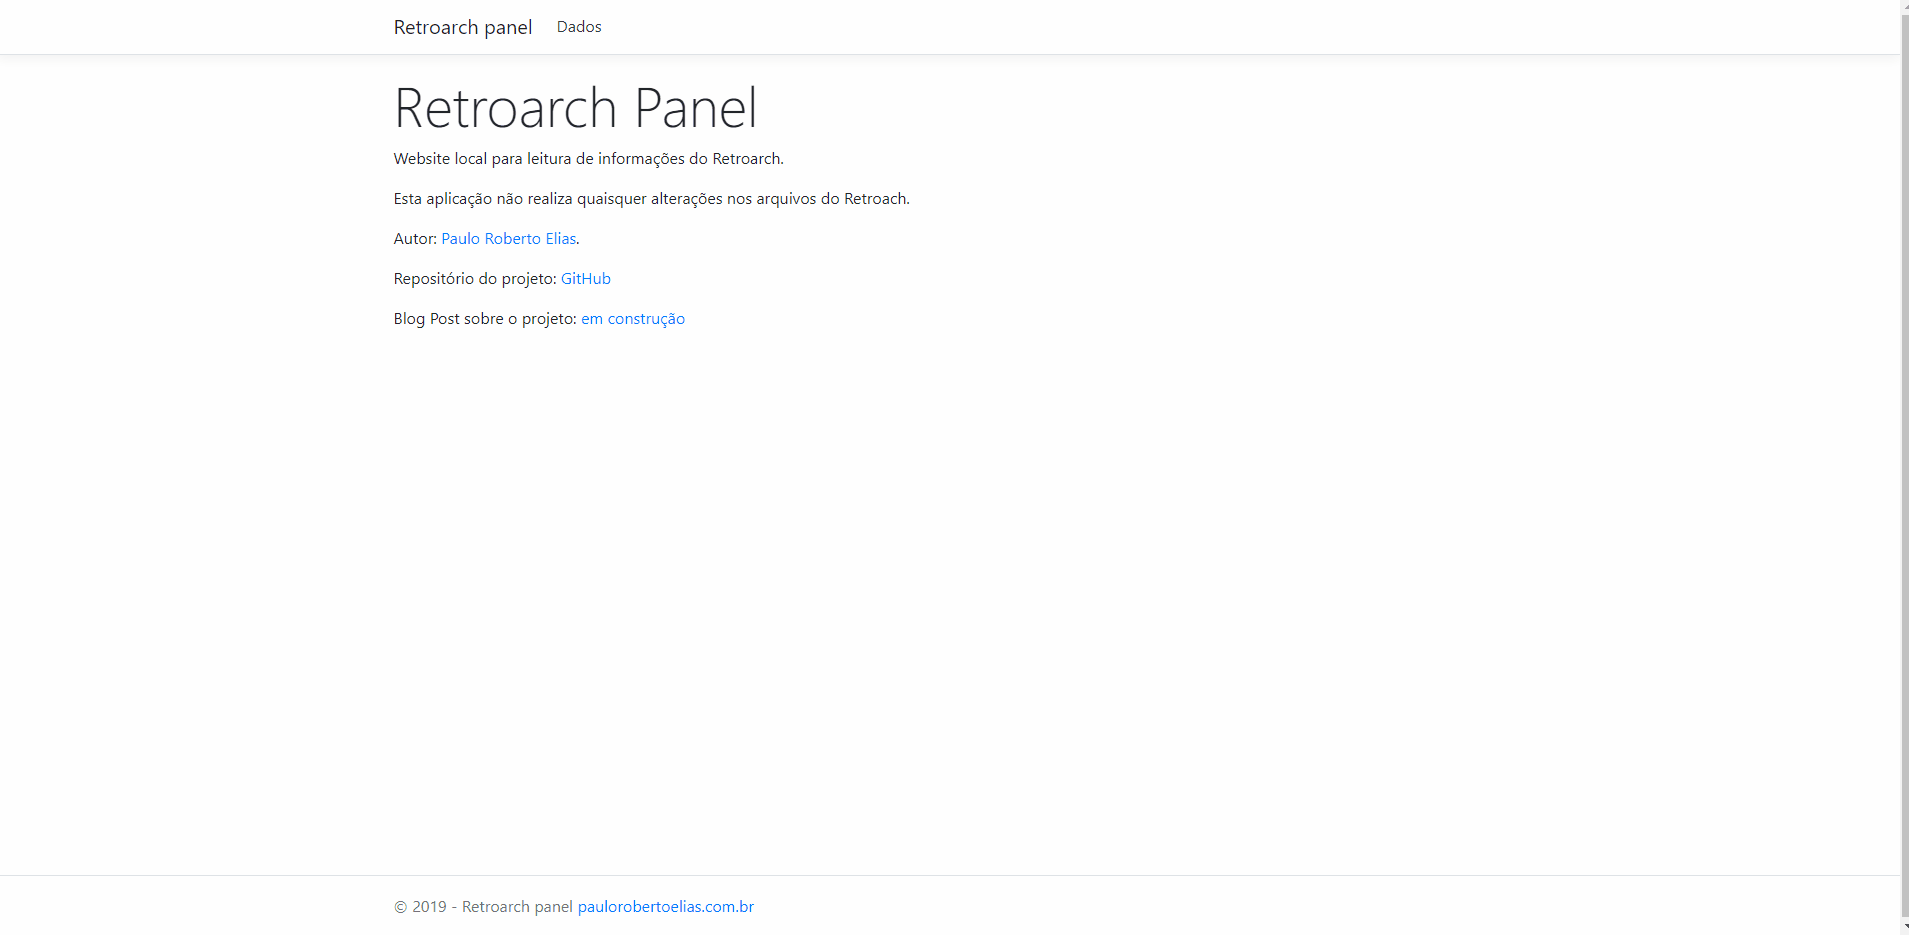 Retroarch panel Dados
Retroarch Panel
Website local para leitura de informações do Retroarch.
Esta aplicação não realiza quaisquer alterações nos arquivos do Retroach.
Autor: Paulo Roberto Elias.
Repositório do projeto: GitHub
Blog Post sobre o projeto: em construção
© 2019 - Retroarch panel paulorobertoelias.com.br